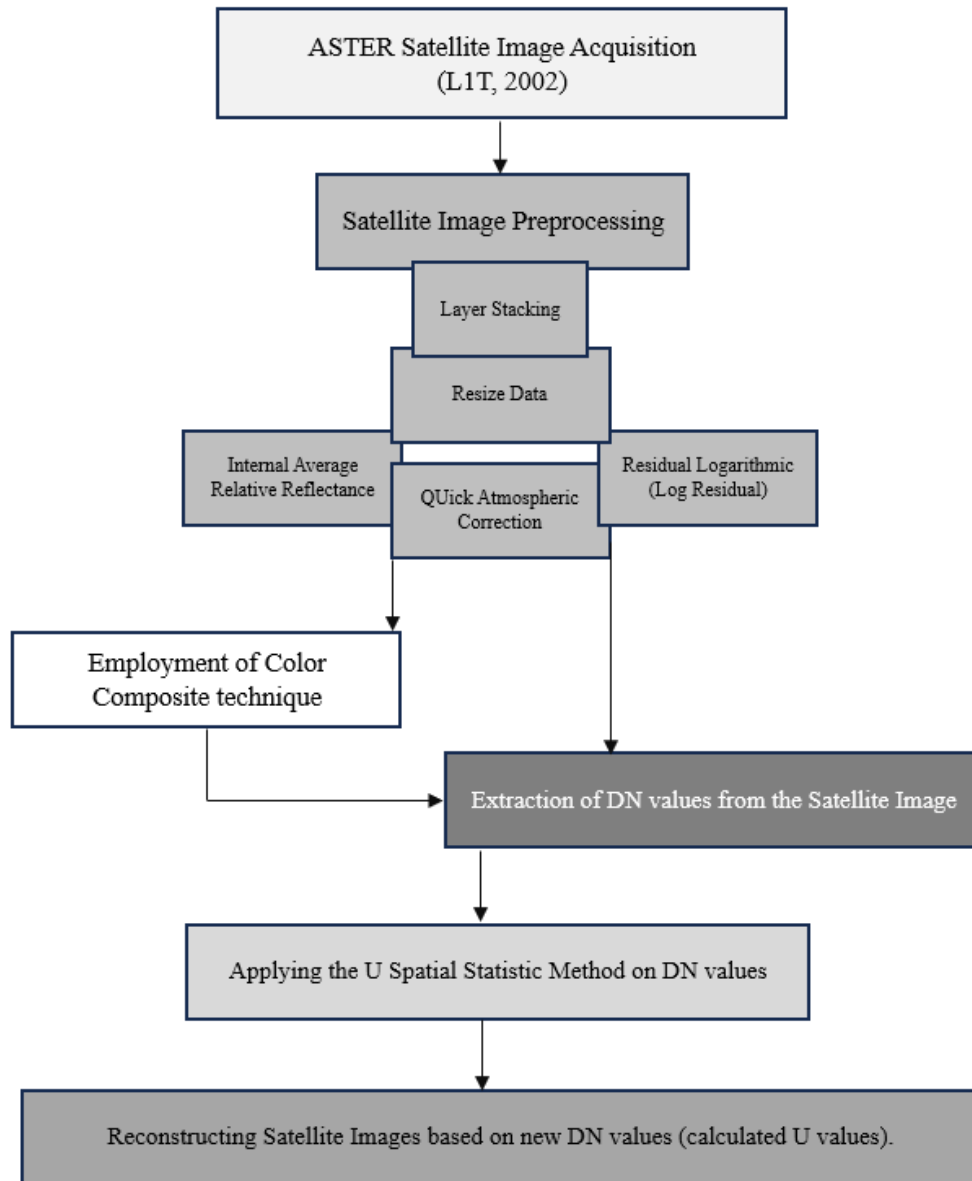 ASTER Satellite Image Acquisition
(L1T, 2002)
Satellite Image Preprocessing
Layer Stacking
Resize Data
Internal Average
Relative Reflectance
QUick Atmospheric
Correction
Residual Logarithmic
(Log Residual)
Employment of Color
Composite technique
Extraction of DN values from the Satellite Image
Applying the U Spatial Statistic Method on DN values
Reconstructing Satellite Images based on new DN values (calculated U values).